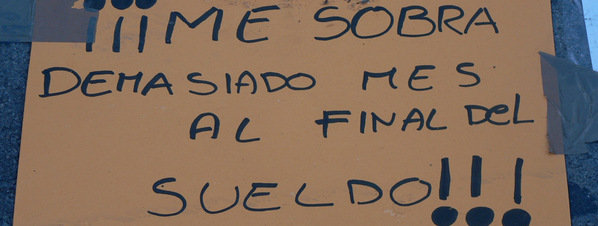 ¡¡¡ME SOBRA
DEMASIADO MES
AL FINAL DEL
SUELDO!!!